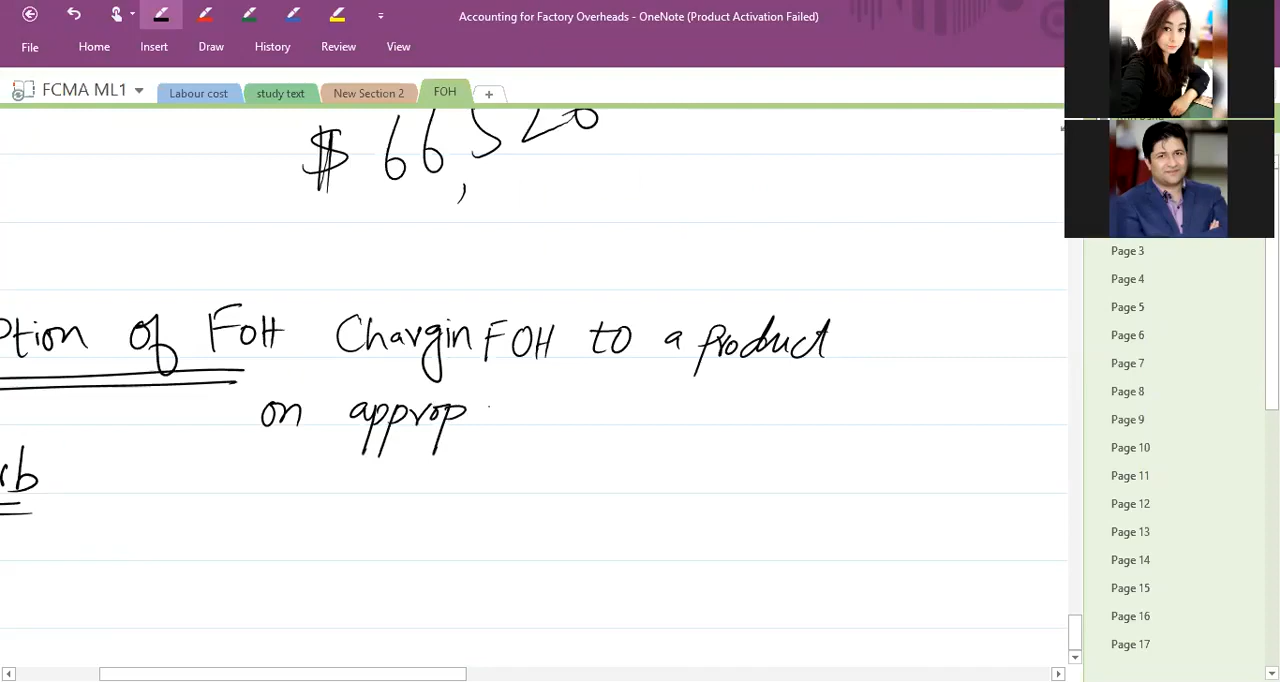 Accounting for Factory Overheads - OneNote (Product Activation Failed)
File Home Insert Draw History Review View
FCMA ML1 Labour cost study text New Section 2 FOH
$ 66,520
ption of FOH Chargin FOH to a product
on approp
rb
Page 3
Page 4
Page 5
Page 6
Page 7
Page 8
Page 9
Page 10
Page 11
Page 12
Page 13
Page 14
Page 15
Page 16
Page 17